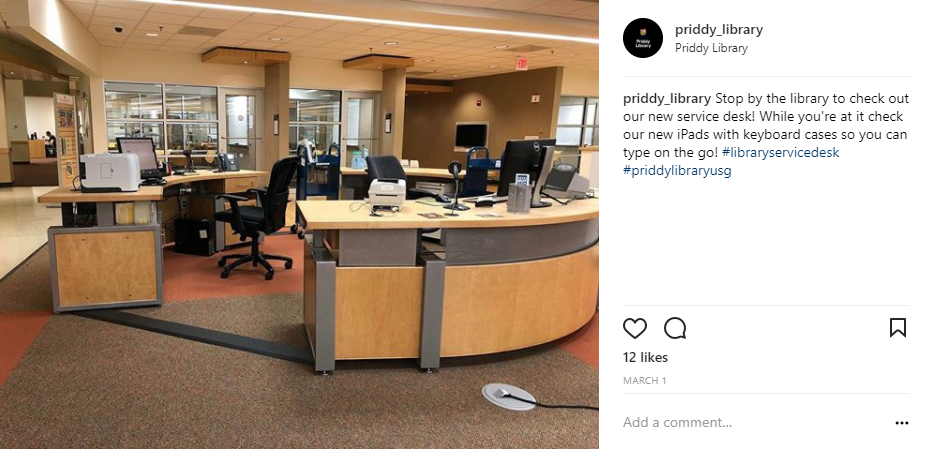 EXIT
DELL
Priddy
Library
priddy_library
Priddy Library
priddy_library Stop by the library to check out
our new service desk! While you're at it check
our new iPads with keyboard cases so you can
type on the go! #libraryservicedesk
#priddylibraryusg
12 likes
MARCH 1
Add a comment...